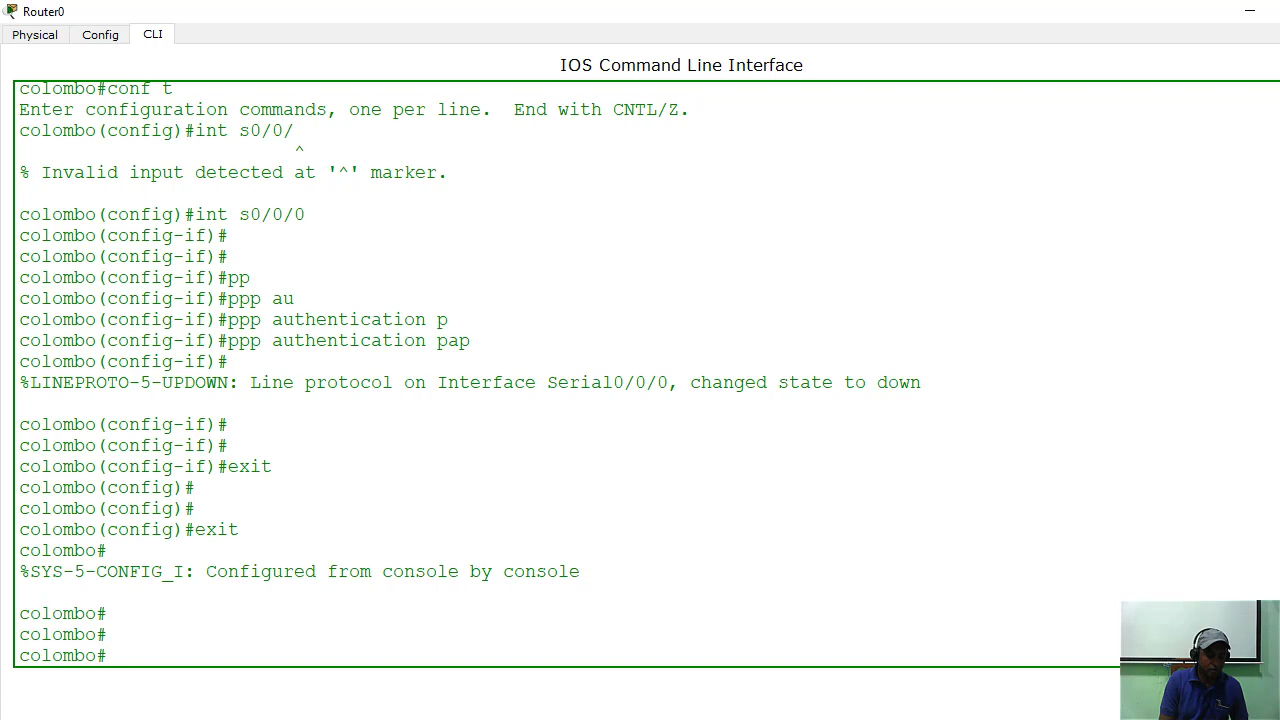 Router0
Physical Config CLI
IOS Command Line Interface
colombo#conf t
Enter configuration commands, one per line.  End with CNTL/Z.
colombo(config)#int s0/0/
^
% Invalid input detected at '^' marker.
colombo(config)#int s0/0/0
colombo(config-if)#
colombo(config-if)#
colombo(config-if)#pp
colombo(config-if)#ppp au
colombo(config-if)#ppp authentication p
colombo(config-if)#ppp authentication pap
colombo(config-if)#
%LINEPROTO-5-UPDOWN: Line protocol on Interface Serial0/0/0, changed state to down
colombo(config-if)#
colombo(config-if)#
colombo(config-if)#exit
colombo(config)#
colombo(config)#
colombo(config)#exit
colombo#
%SYS-5-CONFIG_I: Configured from console by console
colombo#
colombo#
colombo#